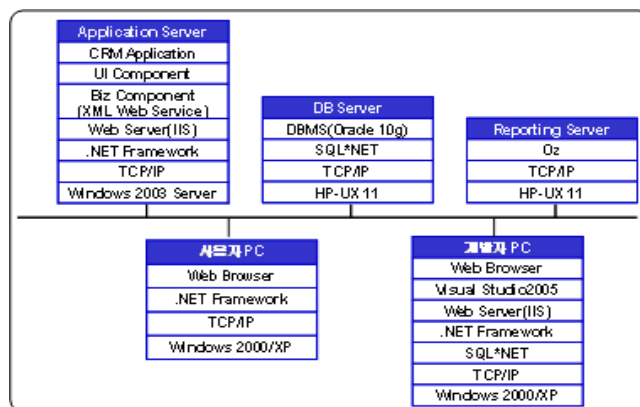 Application Server
CRM Application
UI Component
Biz Component
(XML Web Service)
Web Server(IIS)
.NET Framework
TCP/IP
Windows 2003 Server
DB Server
DBMS(Oracle 10g)
SQL*NET
TCP/IP
HP-UX 11
Reporting Server
Oz
TCP/IP
HP-UX 11
사용자 PC
Web Browser
.NET Framework
TCP/IP
Windows 2000/XP
개발자 PC
Web Browser
Visual Studio2005
Web Server(IIS)
.NET Framework
SQL*NET
TCP/IP
Windows 2000/XP